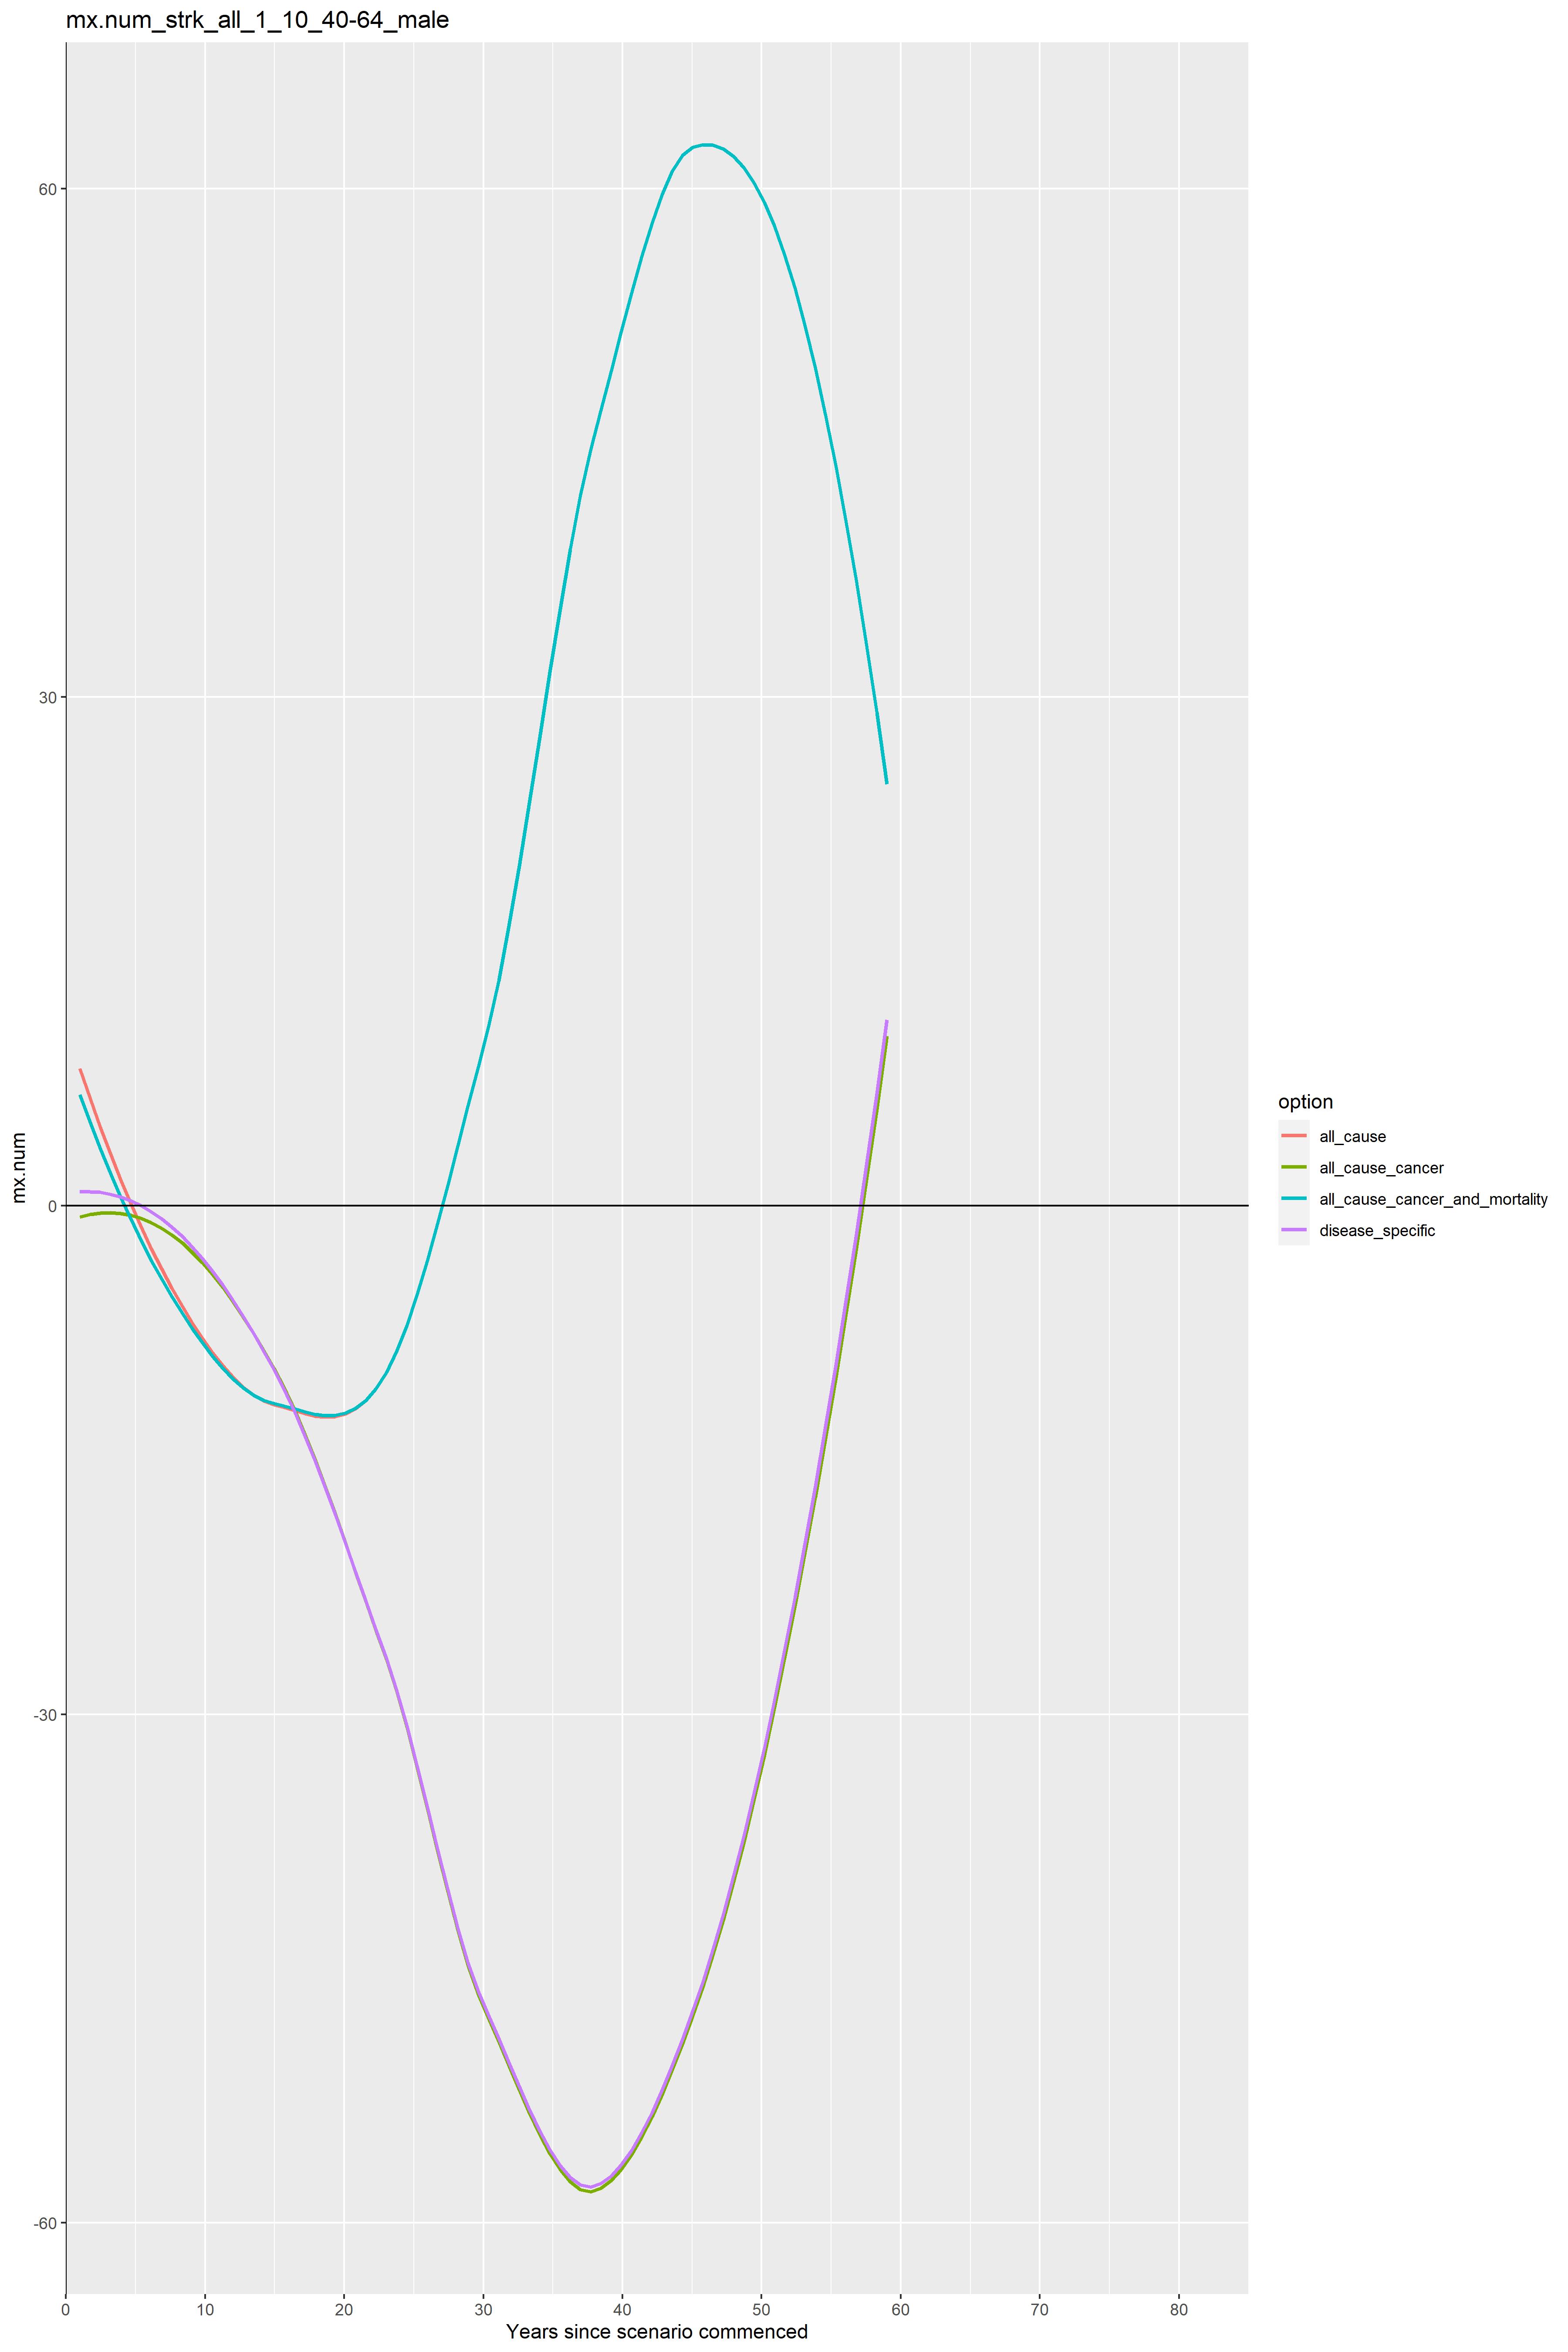 mx.num_strk_all_1_10_40-64_male
60
30
0
-30
-60
mx.num
0 10 20 30 40 50 60 70 80
Years since scenario commenced
option
all_cause
all_cause_cancer
all_cause_cancer_and_mortality
disease_specific